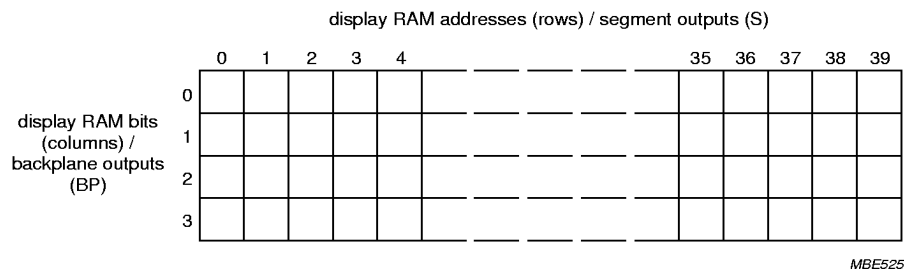 display RAM addresses (rows) / segment outputs (S)
0 1 2 3 4 35 36 37 38 39
0
display RAM bits
(columns) /
1
backplane outputs
(BP)
2
3
MBE525